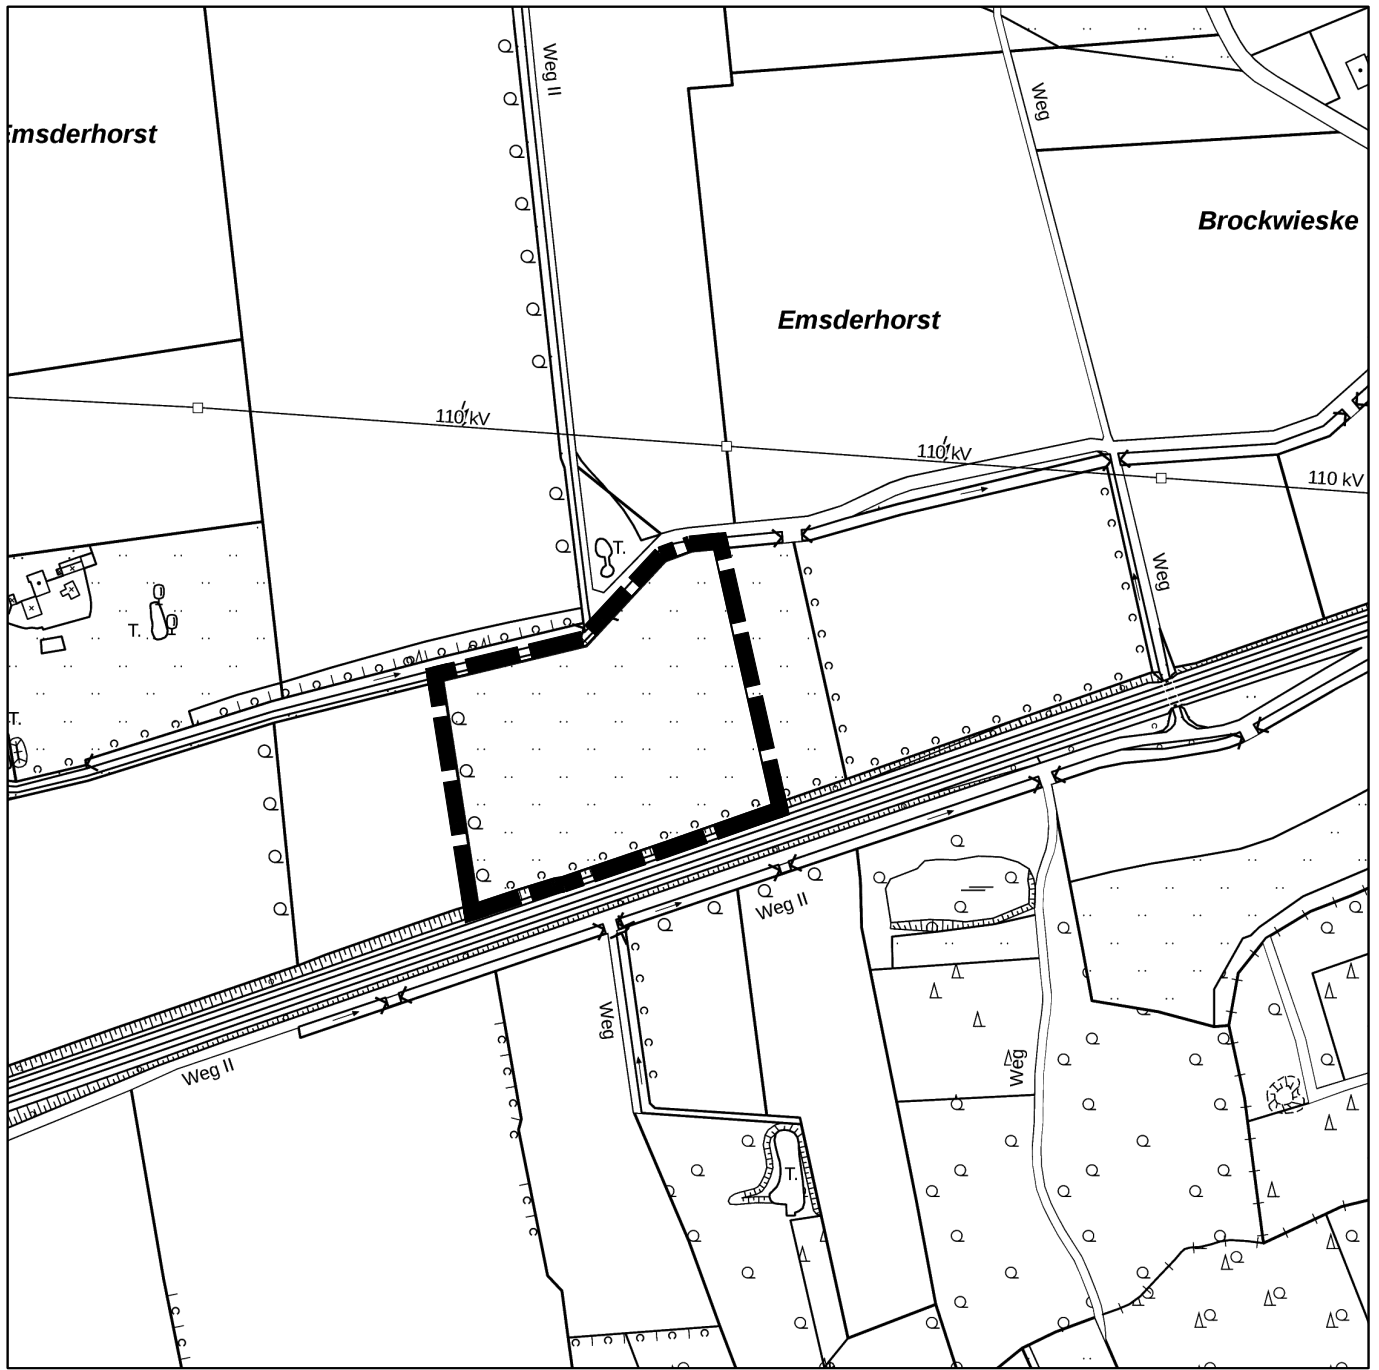 Weg II
Weg
Emsderhorst
Brockwieske
Emsderhorst
110 kV
110 kV
110 kV
T.
Weg
T.
T.
Weg II
Weg
Weg
Weg II
T.